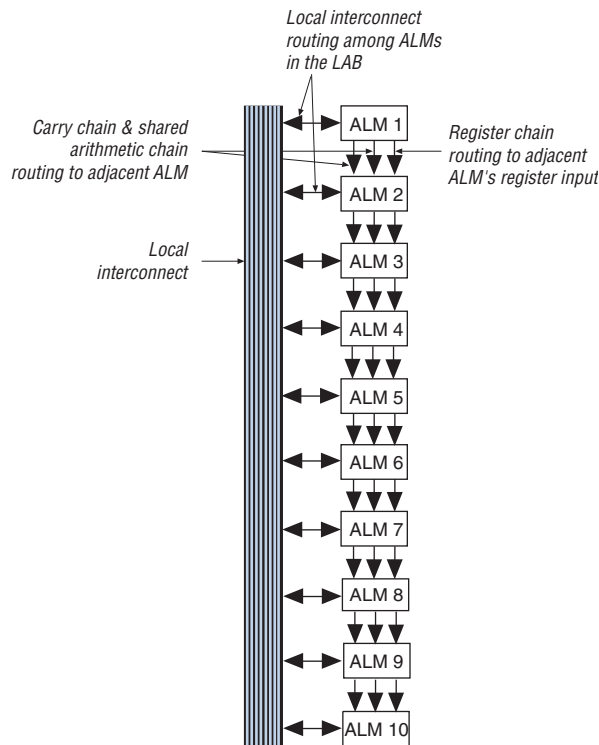 Local interconnect
routing among ALMs
in the LAB
ALM 1
Carry chain & shared
arithmetic chain
routing to adjacent ALM
Register chain
routing to adjacent
ALM's register input
ALM 2
Local
interconnect
ALM 3
ALM 4
ALM 5
ALM 6
ALM 7
ALM 8
ALM 9
ALM 10